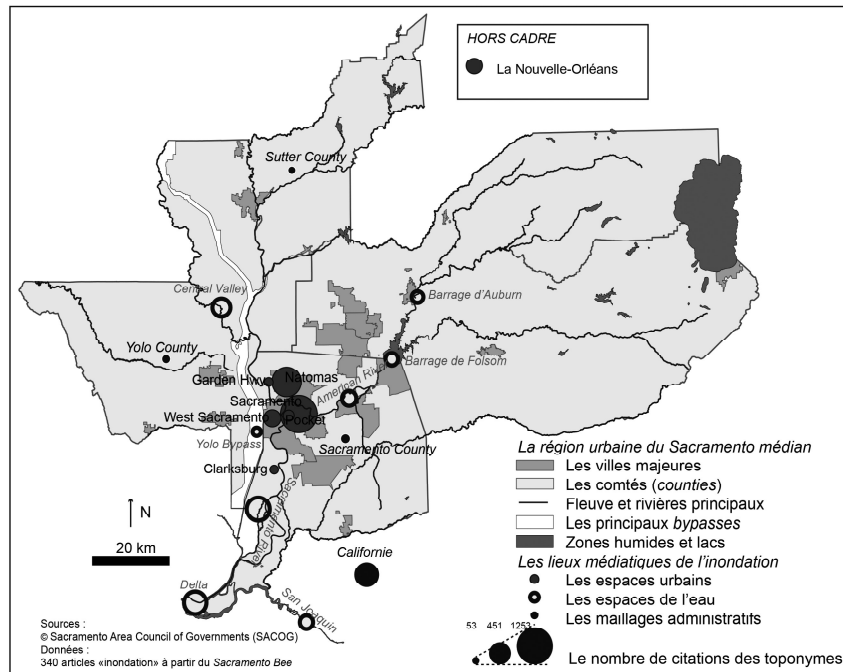 HORS CADRE
La Nouvelle-Orléans
Sutter County
Central Valley
Barrage d'Auburn
Yolo County
Barrage de Folsom
Garden Hwy
Natomas
American River
Sacramento
West Sacramento
Pocket
Yolo Bypass
Sacramento County
Clarksburg
Sacramento River
N
20 km
Californie
Delta
San Joaquin
La région urbaine du Sacramento médian
Les villes majeures
Les comtés (counties)
Fleuve et rivières principaux
Les principaux bypasses
Zones humides et lacs
Les lieux médiatiques de l'inondation
Les espaces urbains
Les espaces de l'eau
Les maillages administratifs
53 451 1253
Le nombre de citations des toponymes
Sources :
© Sacramento Area Council of Governments (SACOG)
Données :
340 articles «inondation» à partir du Sacramento Bee